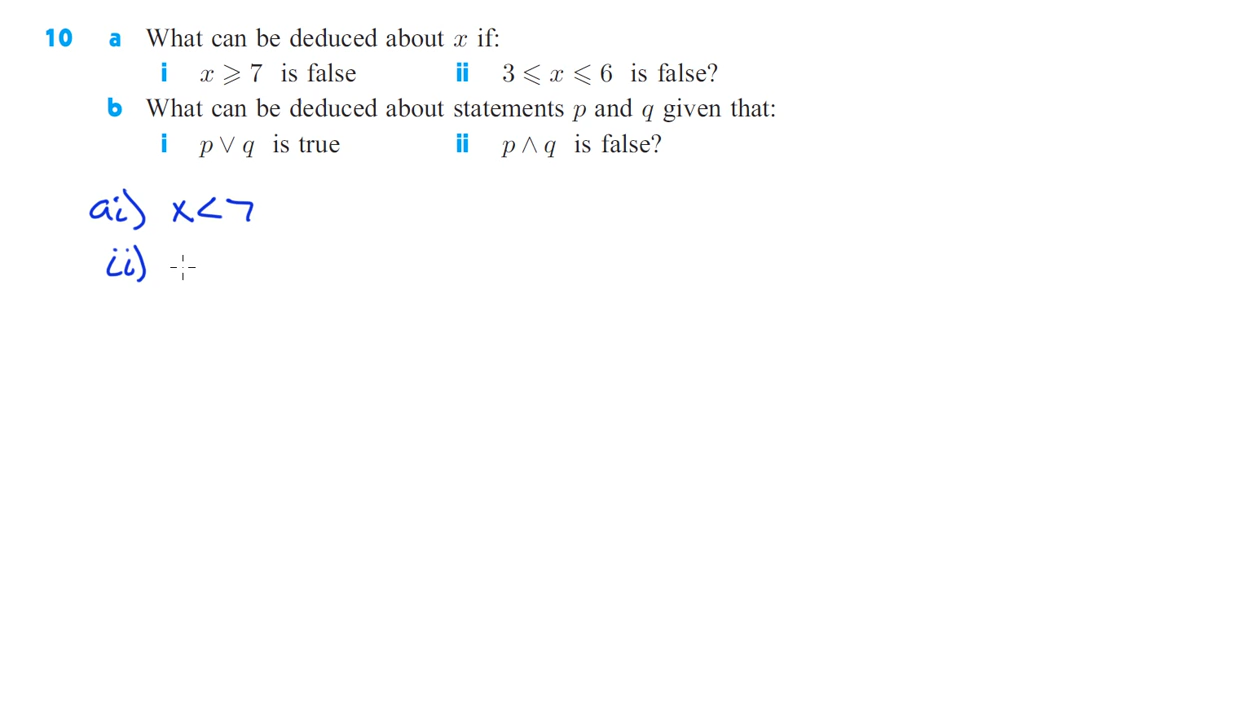 10 a What can be deduced about x if:
i x ⩾ 7 is false ii 3 ⩽ x ⩽ 6 is false?
b What can be deduced about statements p and q given that:
i p ∨ q is true ii p ∧ q is false?
ai) x<7
ii)